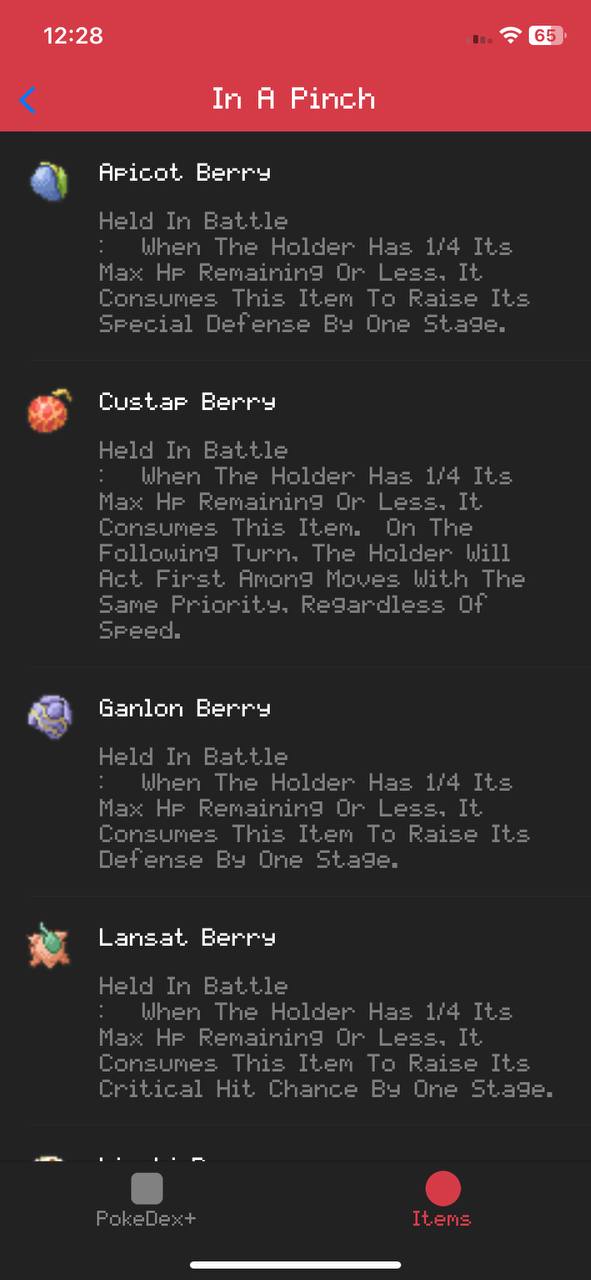 12:28
65
In A Pinch
Apicot Berry
Held In Battle
:  When The Holder Has 1/4 Its
Max Hp Remaining Or Less, It
Consumes This Item To Raise Its
Special Defense By One Stage.
Custap Berry
Held In Battle
:  When The Holder Has 1/4 Its
Max Hp Remaining Or Less, It
Consumes This Item.  On The
Following Turn, The Holder Will
Act First Among Moves With The
Same Priority, Regardless Of
Speed.
Ganlon Berry
Held In Battle
:  When The Holder Has 1/4 Its
Max Hp Remaining Or Less, It
Consumes This Item To Raise Its
Defense By One Stage.
Lansat Berry
Held In Battle
:  When The Holder Has 1/4 Its
Max Hp Remaining Or Less, It
Consumes This Item To Raise Its
Critical Hit Chance By One Stage.
PokeDex+
Items